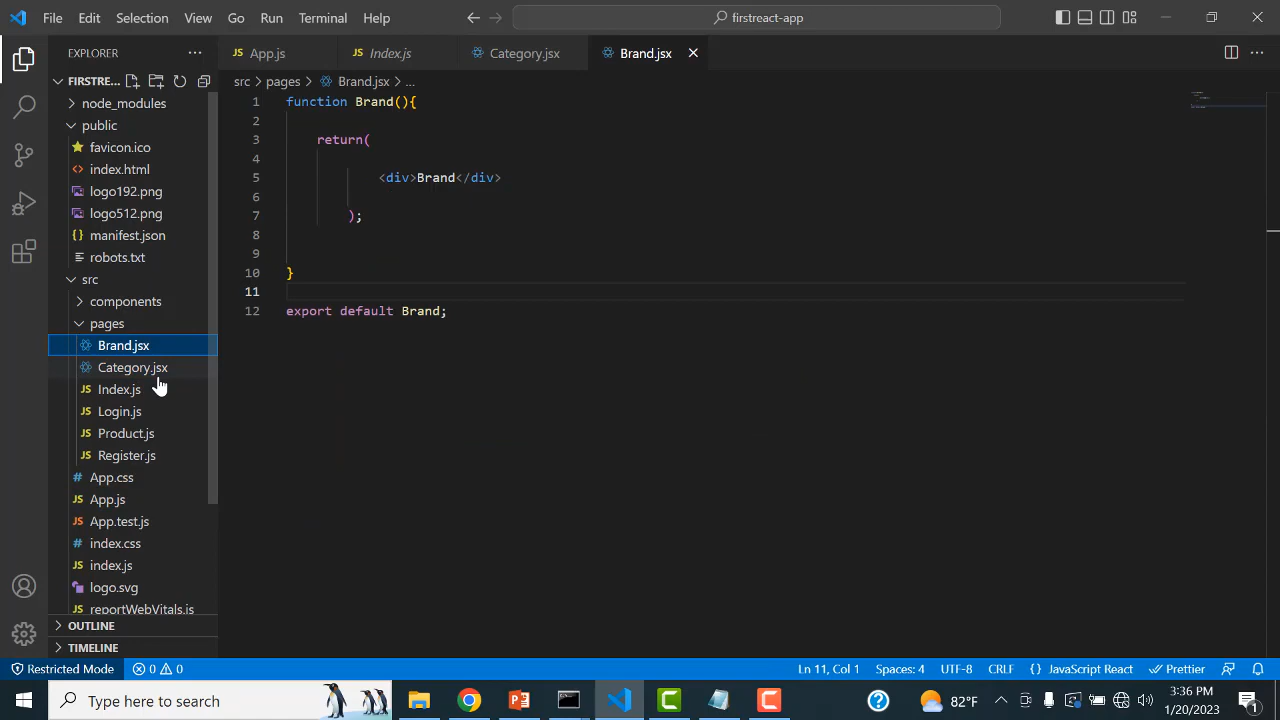 File Edit Selection View Go Run Terminal Help
firstreact-app
EXPLORER
FIRSTRE...
node_modules
public
favicon.ico
index.html
logo192.png
logo512.png
manifest.json
robots.txt
src
components
pages
Brand.jsx
Category.jsx
Index.js
Login.js
Product.js
Register.js
App.css
App.js
App.test.js
index.css
index.js
logo.svg
reportWebVitals.js
OUTLINE
TIMELINE
App.js Index.js Category.jsx Brand.jsx
src > pages > Brand.jsx > ...
1 function Brand(){
2
3 return(
4
5 <div>Brand</div>
6
7 );
8
9
10 }
11
12 export default Brand;
Restricted Mode 0 0 Ln 11, Col 1 Spaces: 4 UTF-8 CRLF {} JavaScript React Prettier
Type here to search
82°F
3:36 PM
1/20/2023
1